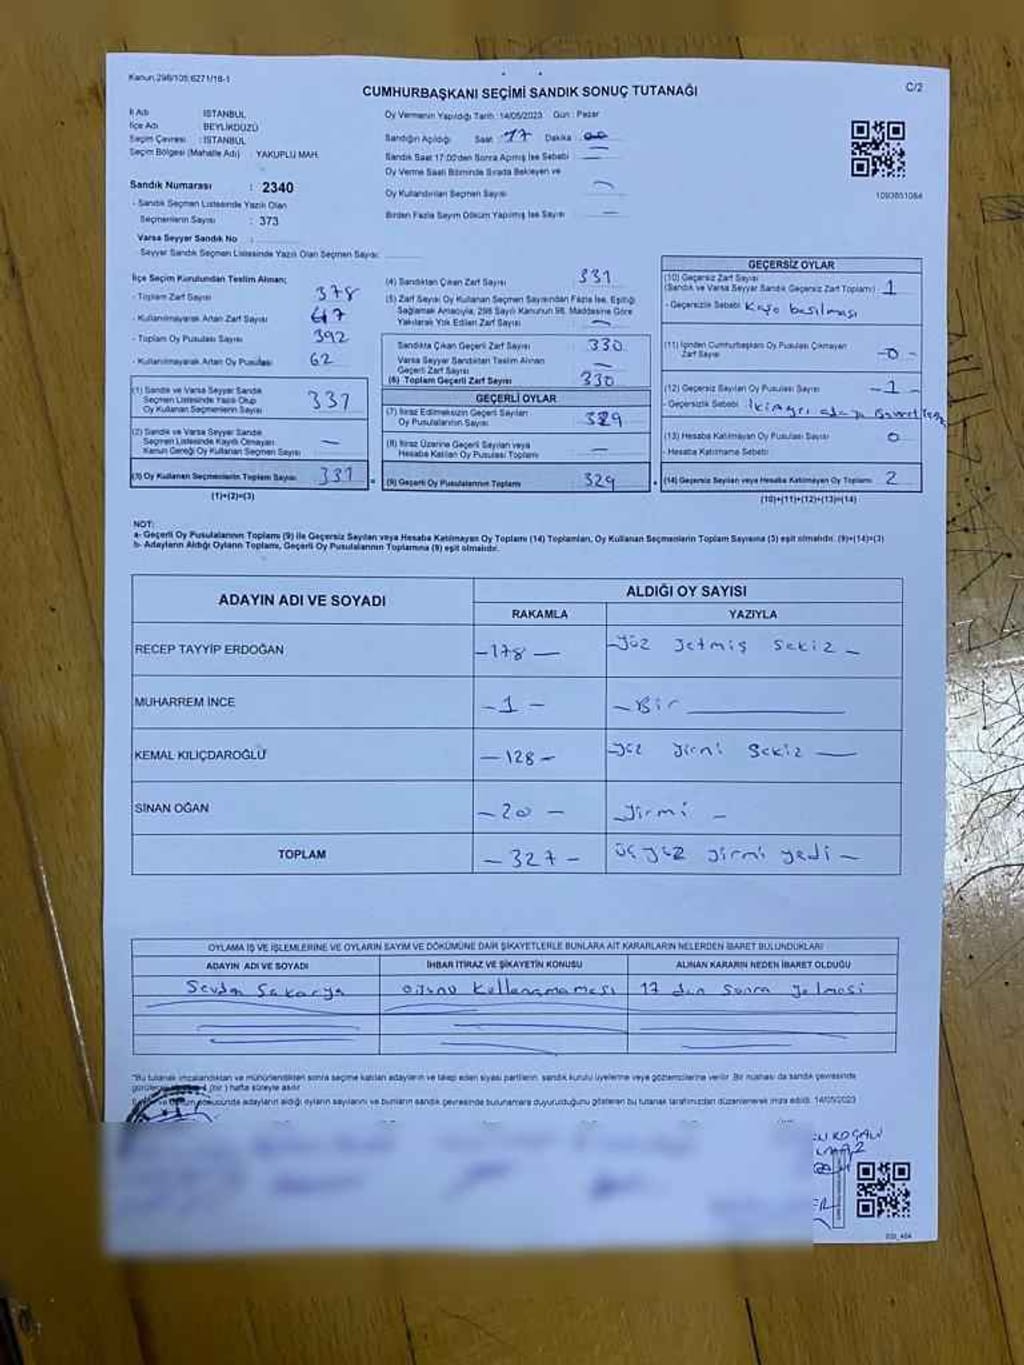 Kanun:298/105;6271/18-1
C/2
CUMHURBAŞKANI SEÇİMİ SANDIK SONUÇ TUTANAĞI
İl Adı İSTANBUL
İlçe Adı BEYLİKDÜZÜ
Seçim Çevresi : İSTANBUL
Seçim Bölgesi (Mahalle Adı) : YAKUPLU MAH.
Sandık Numarası : 2340
- Sandık Seçmen Listesinde Yazılı Olan
Seçmenlerin Sayısı : 373
Varsa Seyyar Sandık No :
Seyyar Sandık Seçmen Listesinde Yazılı Olan Seçmen Sayısı:
Oy Vermenin Yapıldığı Tarih :14/05/2023 Gün : Pazar
Sandığın Açıldığı Saat 17 Dakika 00
Sandık Saat 17:00'den Sonra Açılmış İse Sebebi
Oy Verme Saati Bitiminde Sırada Bekleyen ve
Oy Kullandırılan Seçmen Sayısı
Birden Fazla Sayım Döküm Yapılmış İse Sayısı
1093851084
İlçe Seçim Kurulundan Teslim Alınan;
- Toplam Zarf Sayısı 378
- Kullanılmayarak Artan Zarf Sayısı 47
- Toplam Oy Pusulası Sayısı 392
- Kullanılmayarak Artan Oy Pusulası 62
(1) Sandık ve Varsa Seyyar Sandık
Seçmen Listesinde Yazılı Olup
Oy Kullanan Seçmenlerin Sayısı 331
(2) Sandık ve Varsa Seyyar Sandık
Seçmen Listesinde Kayıtlı Olmayan
Kanun Gereği Oy Kullanan Seçmen Sayısı —
(3) Oy Kullanan Seçmenlerin Toplam Sayısı 331
(1)+(2)=(3)
(4) Sandıktan Çıkan Zarf Sayısı 331
(5) Zarf Sayısı Oy Kullanan Seçmen Sayısından Fazla İse, Eşitliği
Sağlamak Amacıyla, 298 Sayılı Kanunun 98. Maddesine Göre
Yakılarak Yok Edilen Zarf Sayısı —
Sandıkta Çıkan Geçerli Zarf Sayısı 330
Varsa Seyyar Sandıktan Teslim Alınan
Geçerli Zarf Sayısı —
(6) Toplam Geçerli Zarf Sayısı 330
GEÇERLİ OYLAR
(7) İtiraz Edilmeksizin Geçerli Sayılan
Oy Pusulalarının Sayısı 329
(8) İtiraz Üzerine Geçerli Sayılan veya
Hesaba Katılan Oy Pusulası Toplamı —
(9) Geçerli Oy Pusulalarının Toplamı 329
GEÇERSİZ OYLAR
(10) Geçersiz Zarf Sayısı
(Sandık ve Varsa Seyyar Sandık Geçersiz Zarf Toplamı) 1
- Geçersizlik Sebebi Kaşe basılması
(11) İçinden Cumhurbaşkanı Oy Pusulası Çıkmayan
Zarf Sayısı -0-
(12) Geçersiz Sayılan Oy Pusulası Sayısı -1-
- Geçersizlik Sebebi
(13) Hesaba Katılmayan Oy Pusulası Sayısı 0
- Hesaba Katılmama Sebebi
(14) Geçersiz Sayılan veya Hesaba Katılmayan Oy Toplamı 2
(10)+(11)+(12)+(13)=(14)
NOT:
a- Geçerli Oy Pusulalarının Toplamı (9) ile Geçersiz Sayılan veya Hesaba Katılmayan Oy Toplamı (14) Toplamları, Oy Kullanan Seçmenlerin Toplam Sayısına (3) eşit olmalıdır. (9)+(14)=(3)
b- Adayların Aldığı Oyların Toplamı, Geçerli Oy Pusulalarının Toplamına (9) eşit olmalıdır.
ADAYIN ADI VE SOYADI ALDIĞI OY SAYISI
RAKAMLA YAZIYLA
RECEP TAYYİP ERDOĞAN -178- -yüz yetmiş sekiz-
MUHARREM İNCE -1- -Bir
KEMAL KILIÇDAROĞLU -128- -yüz yirmi sekiz-
SİNAN OĞAN -20- -yirmi-
TOPLAM -327- üç yüz yirmi yedi-
OYLAMA İŞ VE İŞLEMLERİNE VE OYLARIN SAYIM VE DÖKÜMÜNE DAİR ŞİKAYETLERLE BUNLARA AİT KARARLARIN NELERDEN İBARET BULUNDUKLARI
ADAYIN ADI VE SOYADI İHBAR İTİRAZ VE ŞİKAYETİN KONUSU ALINAN KARARIN NEDEN İBARET OLDUĞU
Sevda Sakarya oyunu kullanamaması 17 den sonra gelmesi
"Bu tutanak imzalandıktan ve mühürlendikten sonra seçime katılan adayların ve takip eden siyasi partilerin, sandık kurulu üyelerine veya gözlemcilerine verilir. Bir nüshası da sandık çevresinde
(bir) hafta süreyle asılır.
adayların aldığı oyların sayılarını ve bunların sandık çevresinde bulunanlara duyurulduğunu gösteren bu tutanak tarafımızdan düzenlenerek imza edildi. 14/05/2023